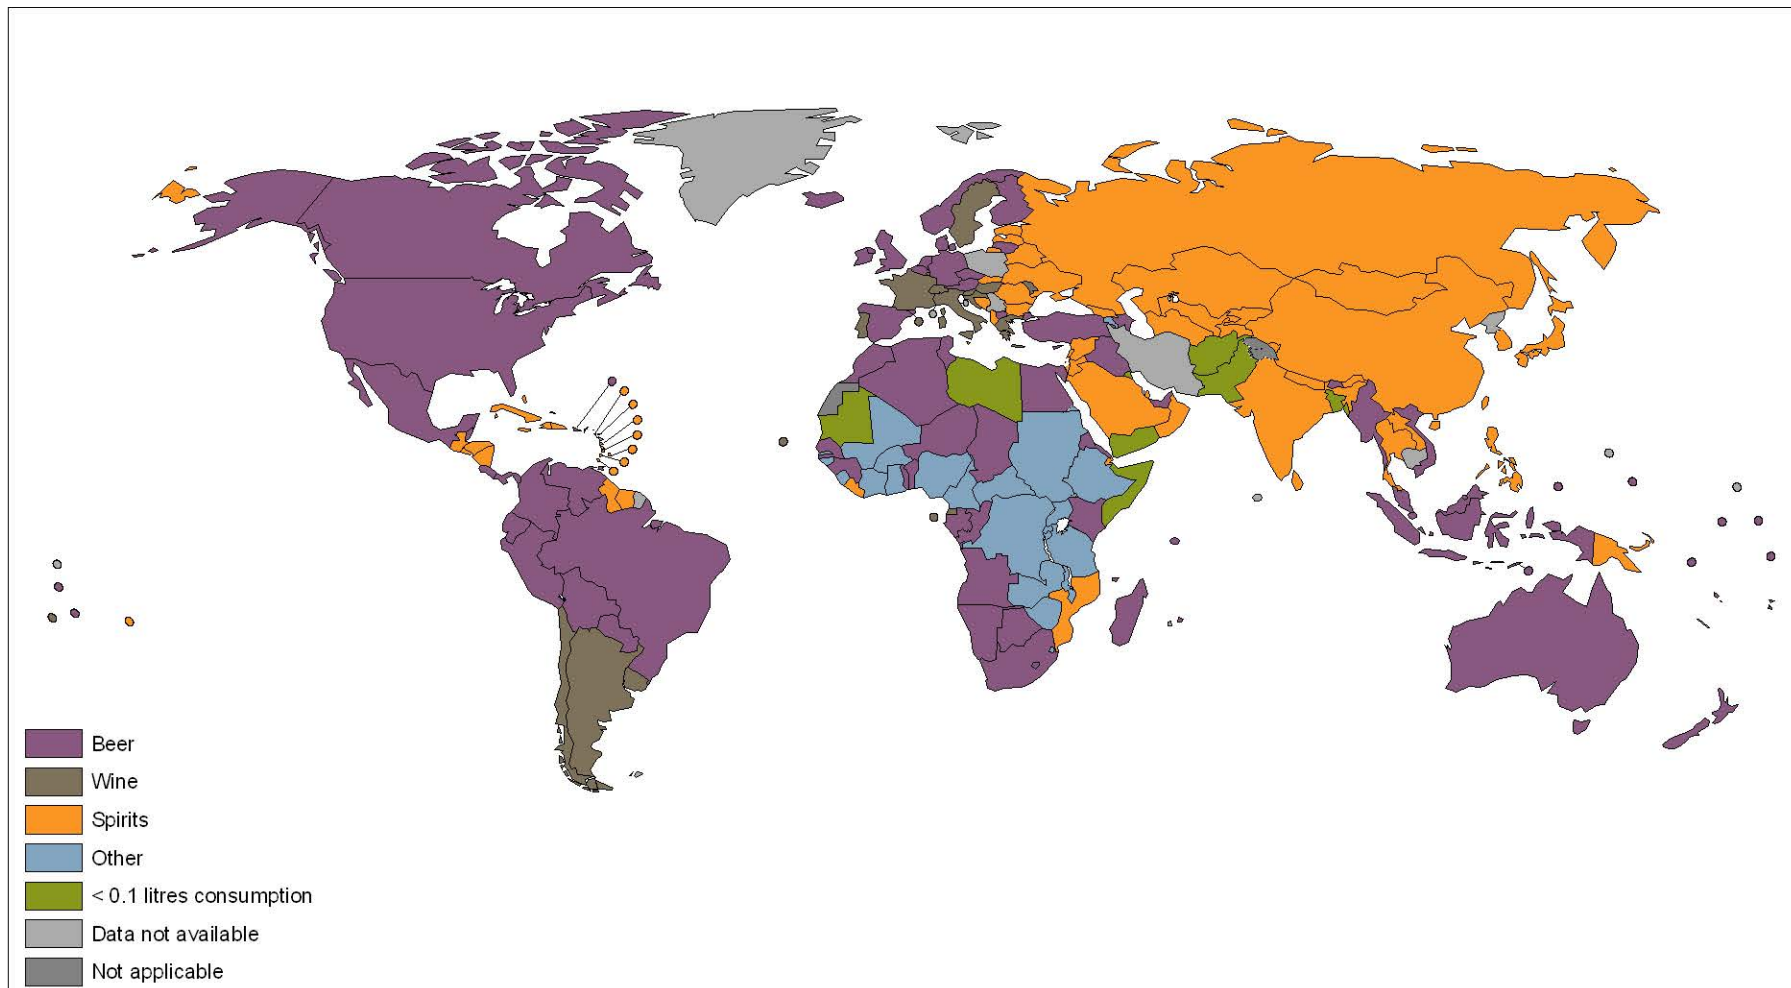 Beer
Wine
Spirits
Other
< 0.1 litres consumption
Data not available
Not applicable